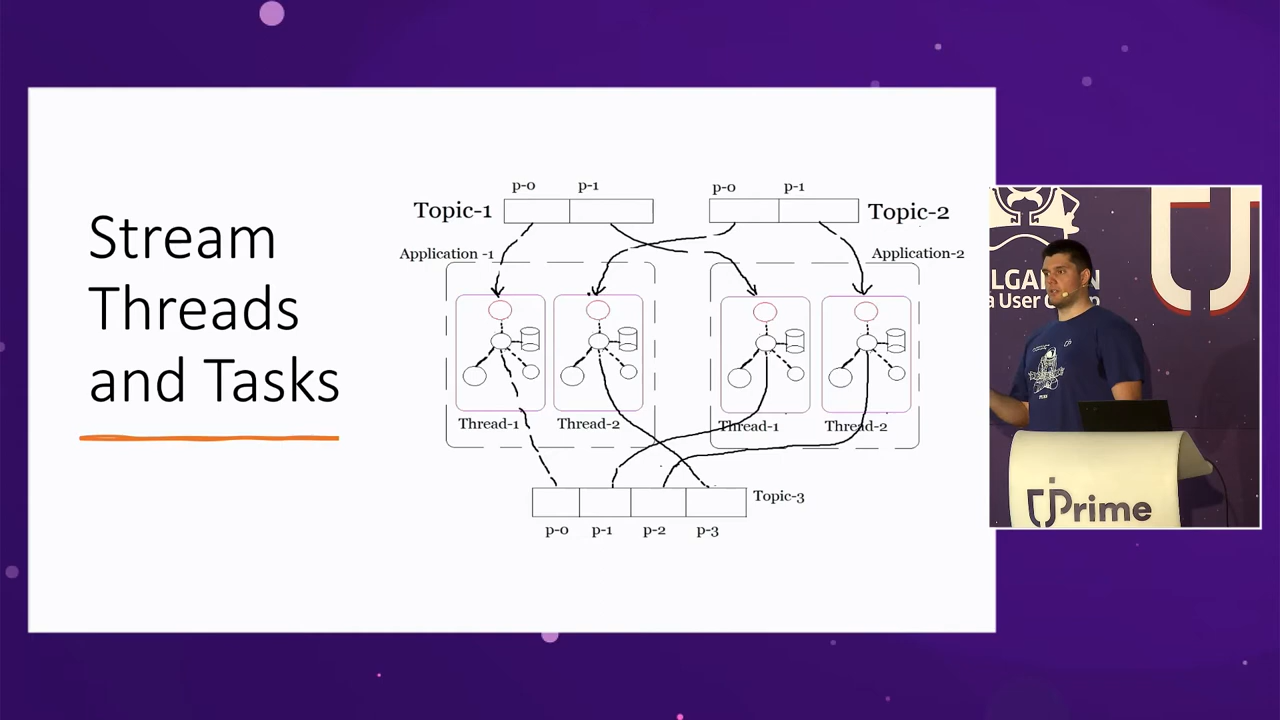 Stream
Threads
and Tasks
p-0 p-1
Topic-1
p-0 p-1
Topic-2
Application -1
Application-2
Thread-1
Thread-2
Thread-1
Thread-2
Topic-3
p-0 p-1 p-2 p-3
a User
Prime